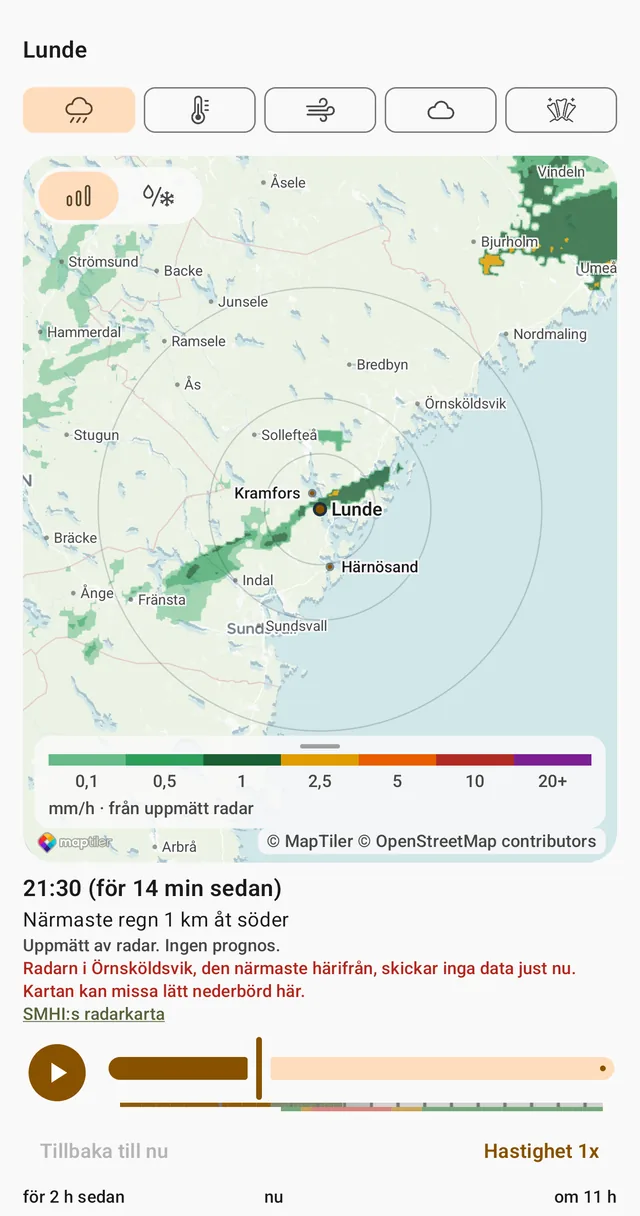 Lunde
Vindeln
Åsele
Bjurholm
Strömsund
Backe
Umeå
Junsele
Hammerdal
Ramsele
Nordmaling
Bredbyn
Ås
Örnsköldsvik
Stugun
Sollefteå
N
Kramfors
Lunde
Bräcke
Härnösand
Indal
Ånge
Fränsta
Sundsvall
Sundsvall
0,1 0,5 1 2,5 5 10 20+
mm/h · från uppmätt radar
maptiler
Arbrå
© MapTiler © OpenStreetMap contributors
21:30 (för 14 min sedan)
Närmaste regn 1 km åt söder
Uppmätt av radar. Ingen prognos.
Radarn i Örnsköldsvik, den närmaste härifrån, skickar inga data just nu.
Kartan kan missa lätt nederbörd här.
SMHI:s radarkarta
Tillbaka till nu
Hastighet 1x
för 2 h sedan
nu
om 11 h